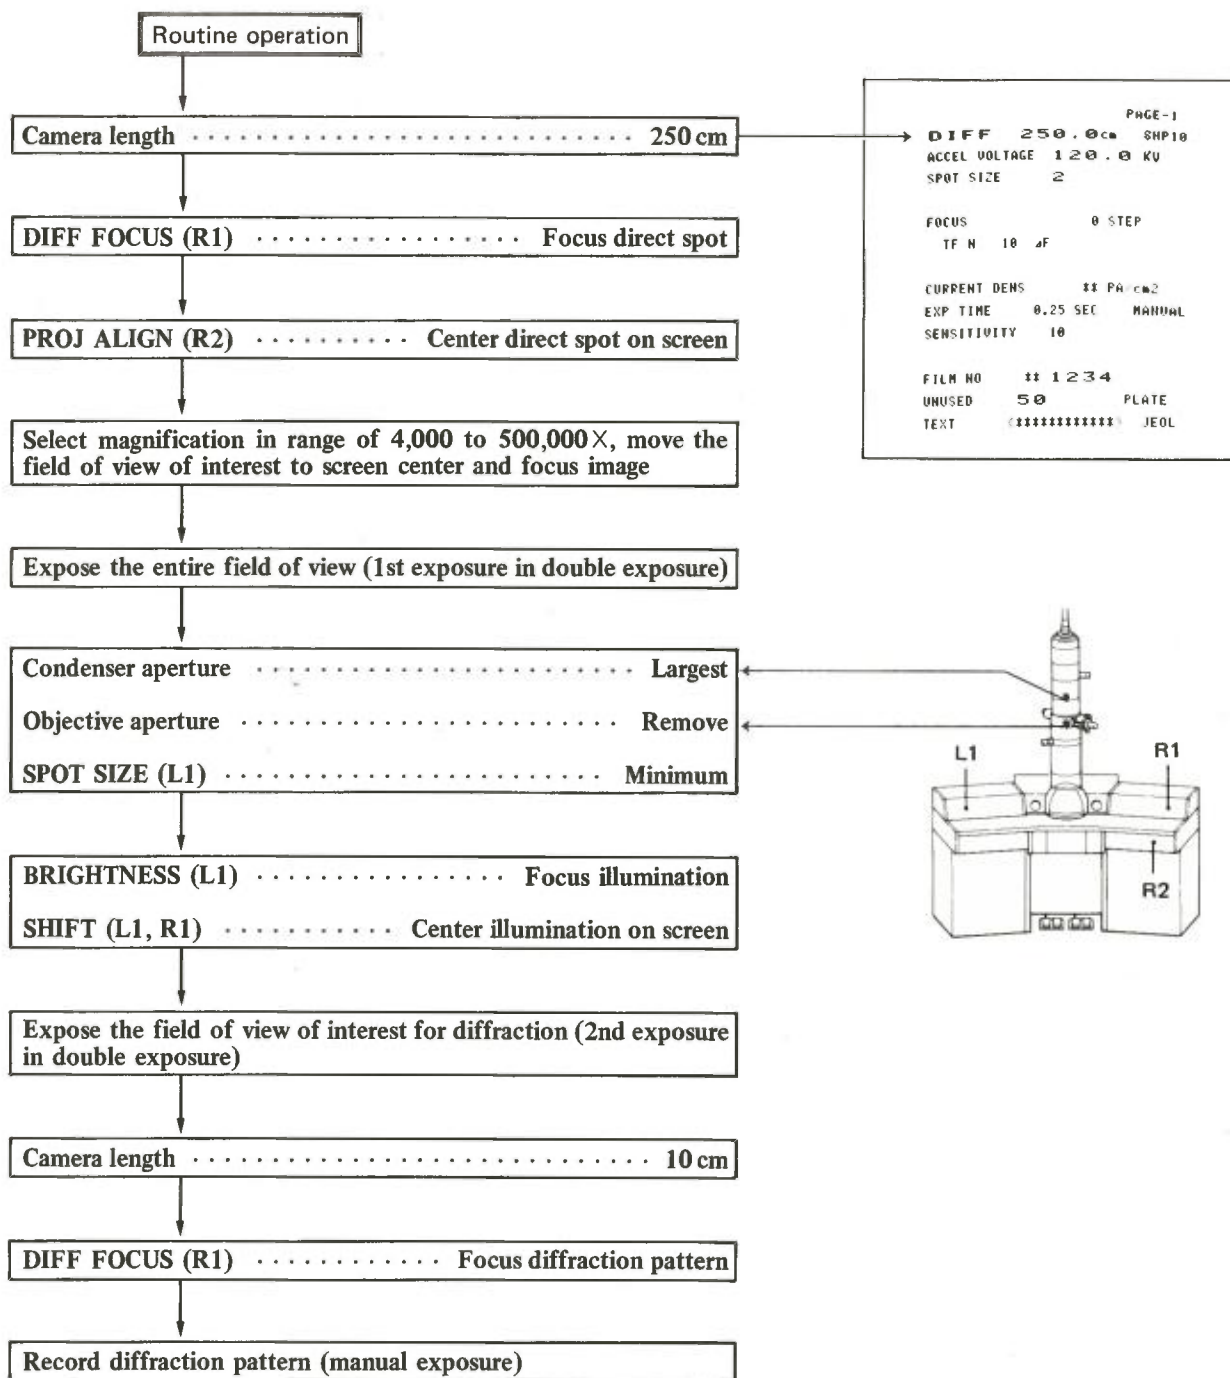 Routine operation
Camera length 250 cm
DIFF FOCUS (R1) Focus direct spot
PROJ ALIGN (R2) Center direct spot on screen
Select magnification in range of 4,000 to 500,000×, move the
field of view of interest to screen center and focus image
Expose the entire field of view (1st exposure in double exposure)
Condenser aperture Largest
Objective aperture Remove
SPOT SIZE (L1) Minimum
BRIGHTNESS (L1) Focus illumination
SHIFT (L1, R1) Center illumination on screen
Expose the field of view of interest for diffraction (2nd exposure
in double exposure)
Camera length 10 cm
DIFF FOCUS (R1) Focus diffraction pattern
Record diffraction pattern (manual exposure)
PAGE-1
DIFF 250.0cm SHP10
ACCEL VOLTAGE 120.0 KV
SPOT SIZE 2
FOCUS 0 STEP
TF N 10 ⊿F
CURRENT DENS ** PA/cm2
EXP TIME 0.25 SEC MANUAL
SENSITIVITY 10
FILM NO ** 1234
UNUSED 50 PLATE
TEXT (************) JEOL
L1
R1
R2